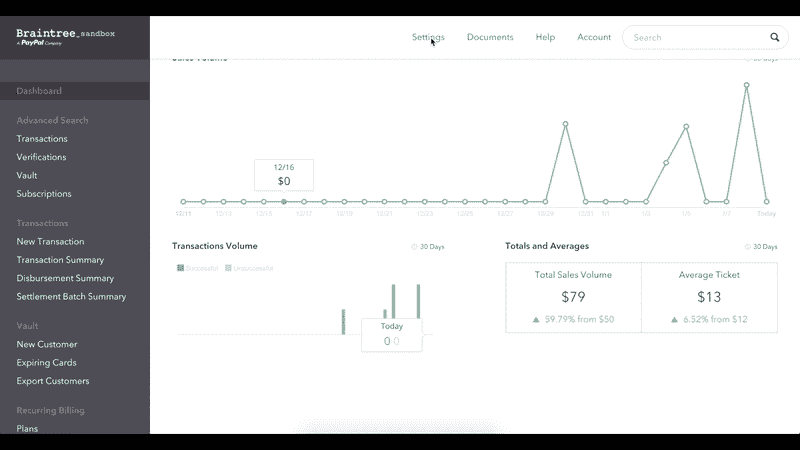 Braintree_sandbox
A PayPal Company
Settings
Documents
Help
Account
Search
Dashboard
Advanced Search
Transactions
Verifications
Vault
Subscriptions
Transactions
New Transaction
Transaction Summary
Disbursement Summary
Settlement Batch Summary
Vault
New Customer
Expiring Cards
Export Customers
Recurring Billing
Plans
Sales Volume
30 Days
12/16
$0
12/11
12/13
12/15
12/17
12/19
12/21
12/23
12/25
12/27
12/29
12/31
1/1
1/3
1/5
1/7
Today
Transactions Volume
30 Days
Successful
Unsuccessful
Today
0 0
Totals and Averages
30 Days
Total Sales Volume
$79
59.79% from $50
Average Ticket
$13
6.52% from $12